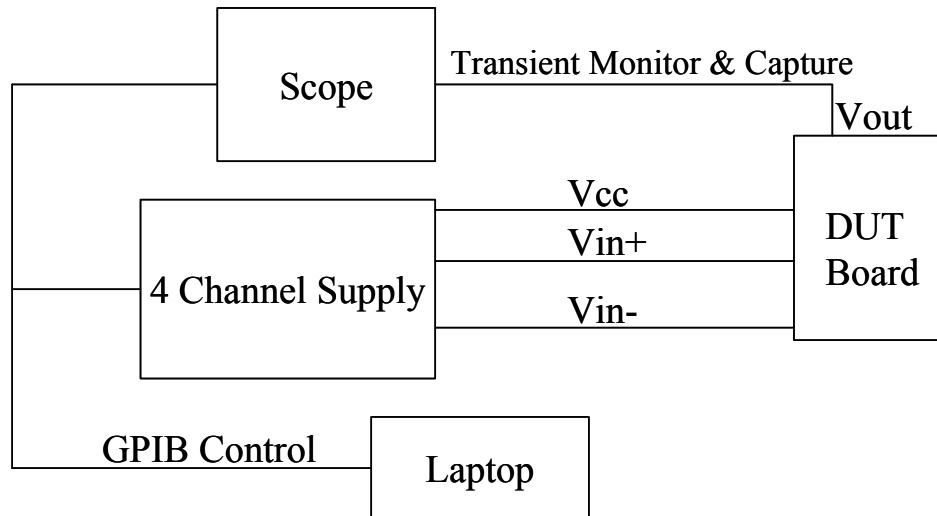 Scope
Transient Monitor & Capture
Vout
Vcc
Vin+
Vin-
DUT
Board
4 Channel Supply
GPIB Control
Laptop